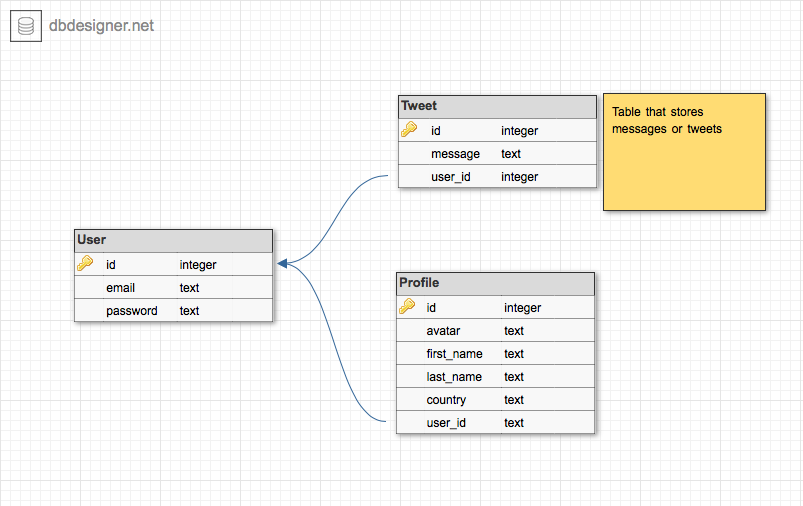 dbdesigner.net
Tweet
id integer
message text
user_id integer
Table that stores
messages or tweets
User
id integer
email text
password text
Profile
id integer
avatar text
first_name text
last_name text
country text
user_id text